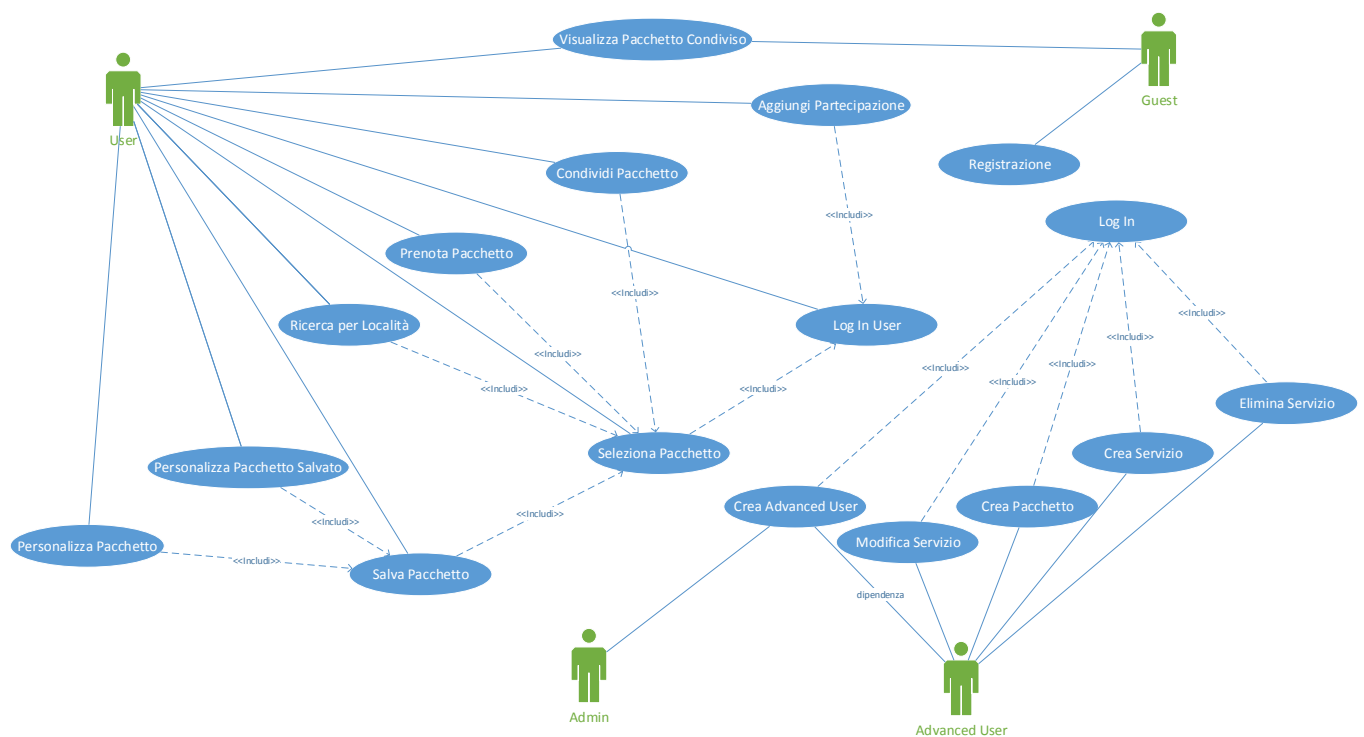 Visualizza Pacchetto Condiviso
Guest
User
Aggiungi Partecipazione
Registrazione
Condividi Pacchetto
<<Includi>>
Log In
Prenota Pacchetto
<<Includi>>
Ricerca per Località
Log In User
<<Includi>>
<<Includi>>
<<Includi>>
<<Includi>>
<<Includi>>
<<Includi>>
<<Includi>>
<<Includi>>
<<Includi>>
Elimina Servizio
Seleziona Pacchetto
Crea Servizio
Personalizza Pacchetto Salvato
Crea Advanced User
Crea Pacchetto
<<Includi>>
<<Includi>>
Personalizza Pacchetto
Modifica Servizio
<<Includi>>
Salva Pacchetto
dipendenza
Admin
Advanced User